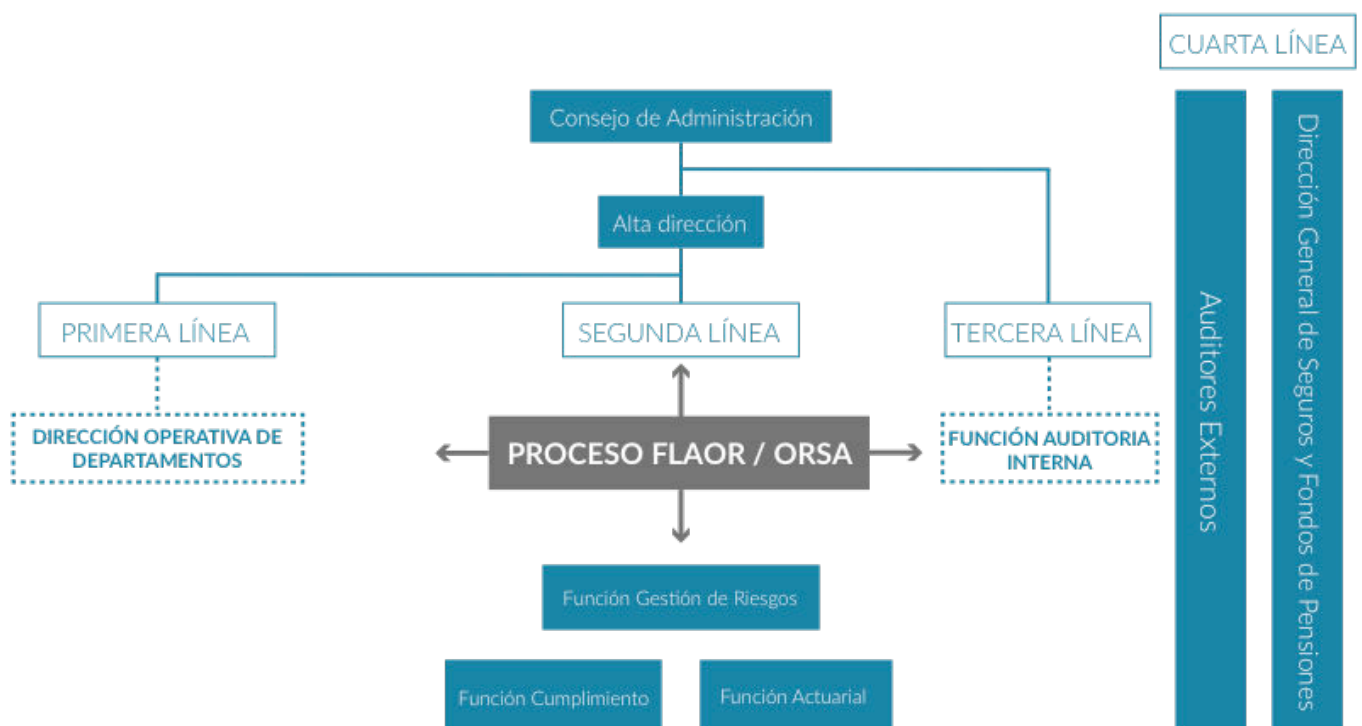 CUARTA LÍNEA
Consejo de Administración
Alta dirección
PRIMERA LÍNEA
SEGUNDA LÍNEA
TERCERA LÍNEA
DIRECCIÓN OPERATIVA DE
DEPARTAMENTOS
PROCESO FLAOR / ORSA
FUNCIÓN AUDITORIA
INTERNA
Función Gestión de Riesgos
Función Cumplimiento
Función Actuarial
Auditores Externos
Dirección General de Seguros y Fondos de Pensiones